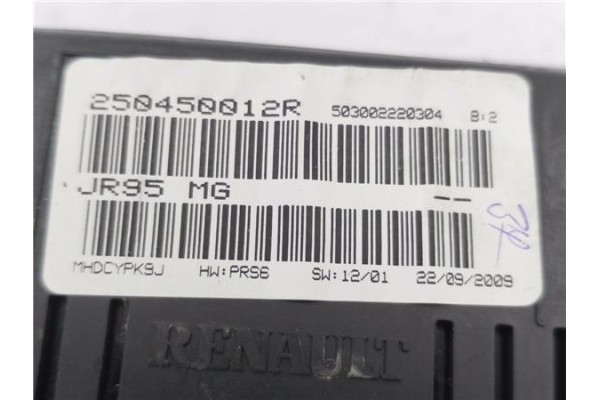 250450012R 503002220304 B:2
JR95 MG --
MHDCYPK9J HW:PRS6 SW:12/01 22/09/2009
RENAULT